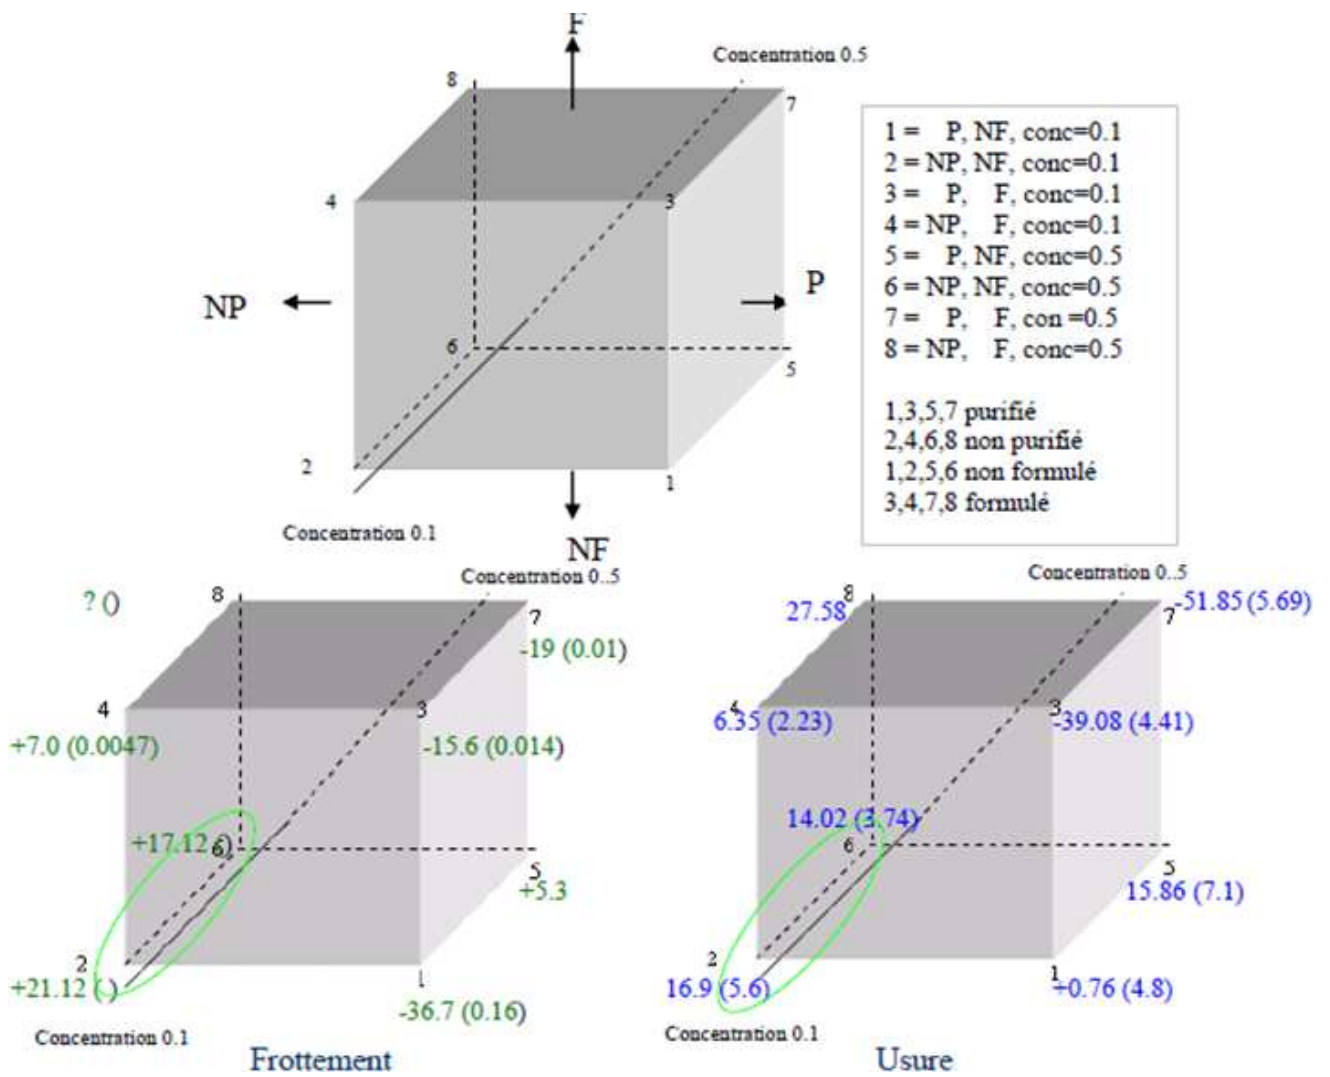 F
Concentration 0.5
8
7
4
3
NP
P
6
5
2
1
Concentration 0.1
NF
1 = P, NF, conc=0.1
2 = NP, NF, conc=0.1
3 = P, F, conc=0.1
4 = NP, F, conc=0.1
5 = P, NF, conc=0.5
6 = NP, NF, conc=0.5
7 = P, F, con =0.5
8 = NP, F, conc=0.5
1,3,5,7 purifié
2,4,6,8 non purifié
1,2,5,6 non formulé
3,4,7,8 formulé
Concentration 0..5
? ()
8
7
-19 (0.01)
4
3
+7.0 (0.0047)
-15.6 (0.014)
+17.12 ()
6
5
+5.3
2
+21.12 ( )
1
-36.7 (0.16)
Concentration 0.1
Frottement
Concentration 0..5
8
27.58
-51.85 (5.69)
7
4
3
6.35 (2.23)
-39.08 (4.41)
14.02 (3.74)
6
5
15.86 (7.1)
2
16.9 (5.6)
1
+0.76 (4.8)
Concentration 0.1
Usure